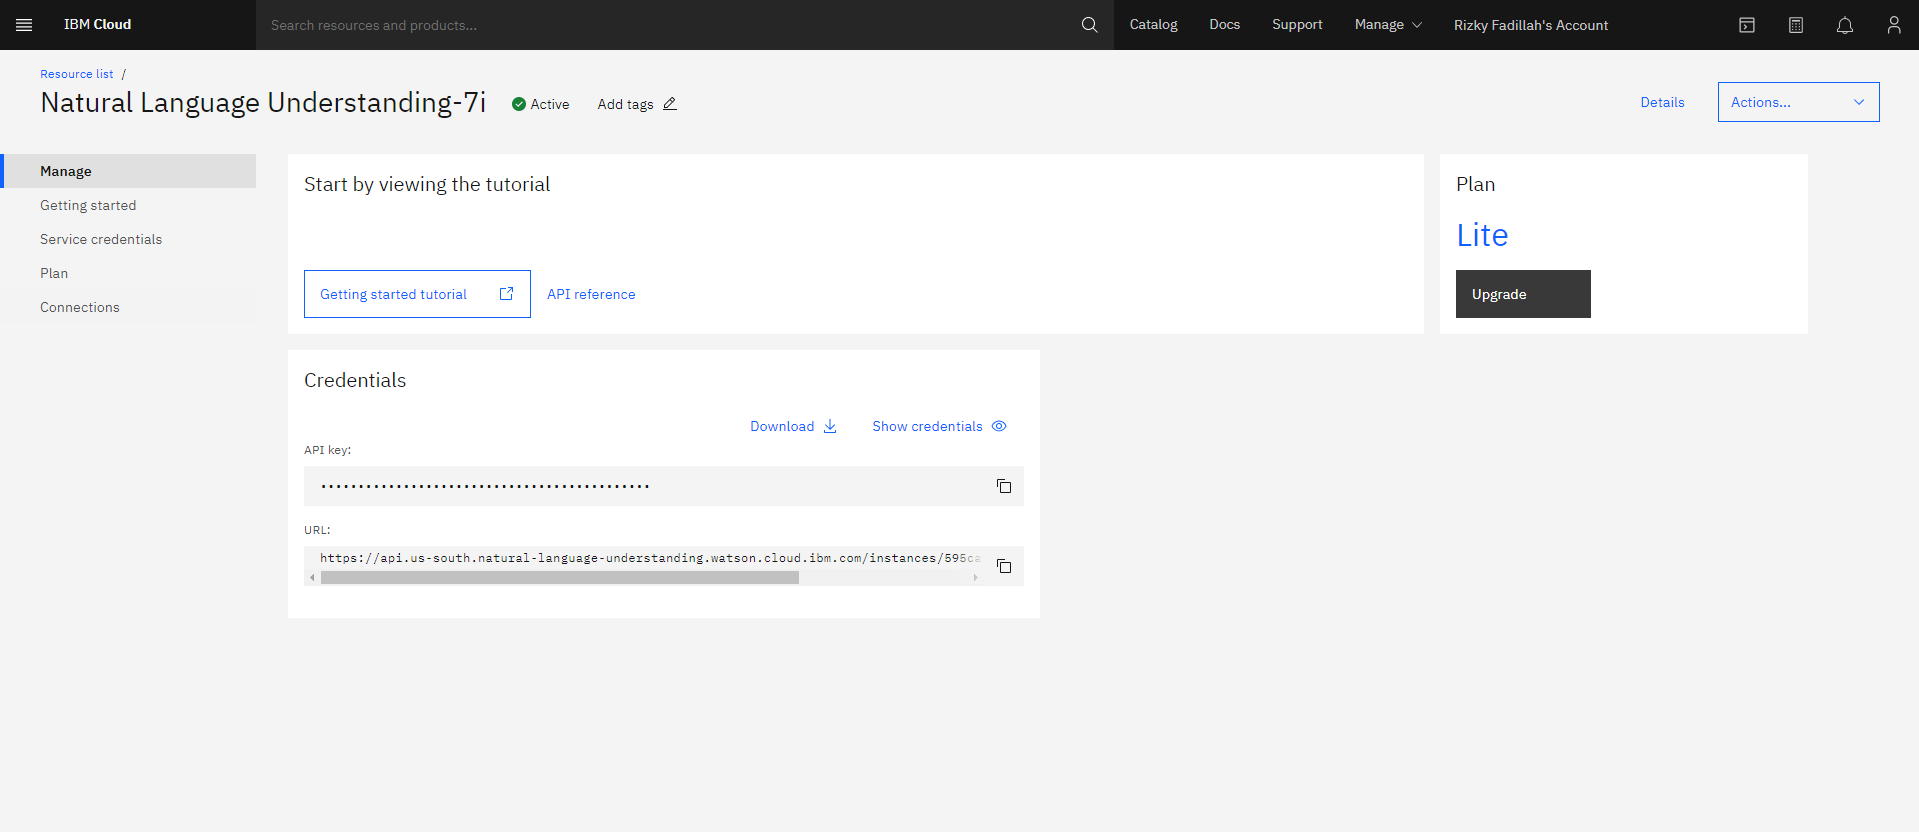 IBM Cloud
Search resources and products...
Catalog
Docs
Support
Manage
Rizky Fadillah's Account
Resource list /
Natural Language Understanding-7i
Active
Add tags
Details
Actions...
Manage
Getting started
Service credentials
Plan
Connections
Start by viewing the tutorial
Getting started tutorial
API reference
Plan
Lite
Upgrade
Credentials
Download
Show credentials
API key:
••••••••••••••••••••••••••••••••••••••••••••
URL:
https://api.us-south.natural-language-understanding.watson.cloud.ibm.com/instances/595ca